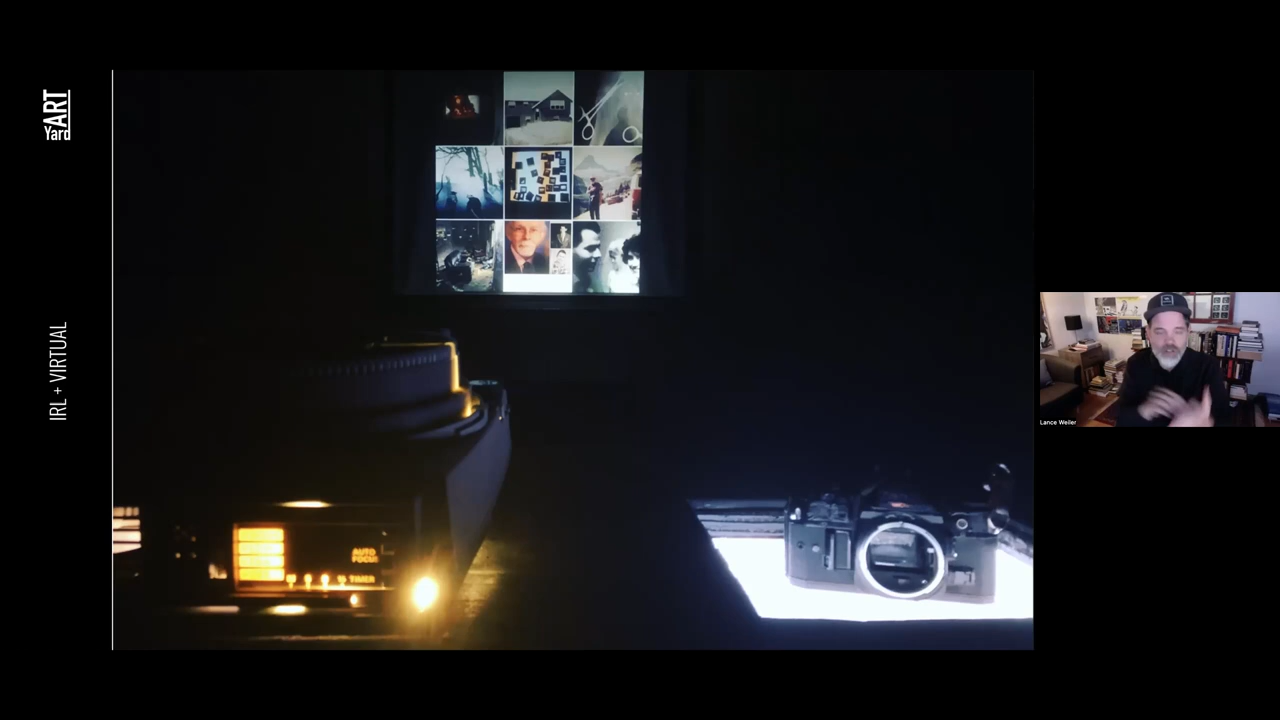 ART
Yard
IRL + VIRTUAL
AUTO
FOCUS
TIMER
Lance Weiler